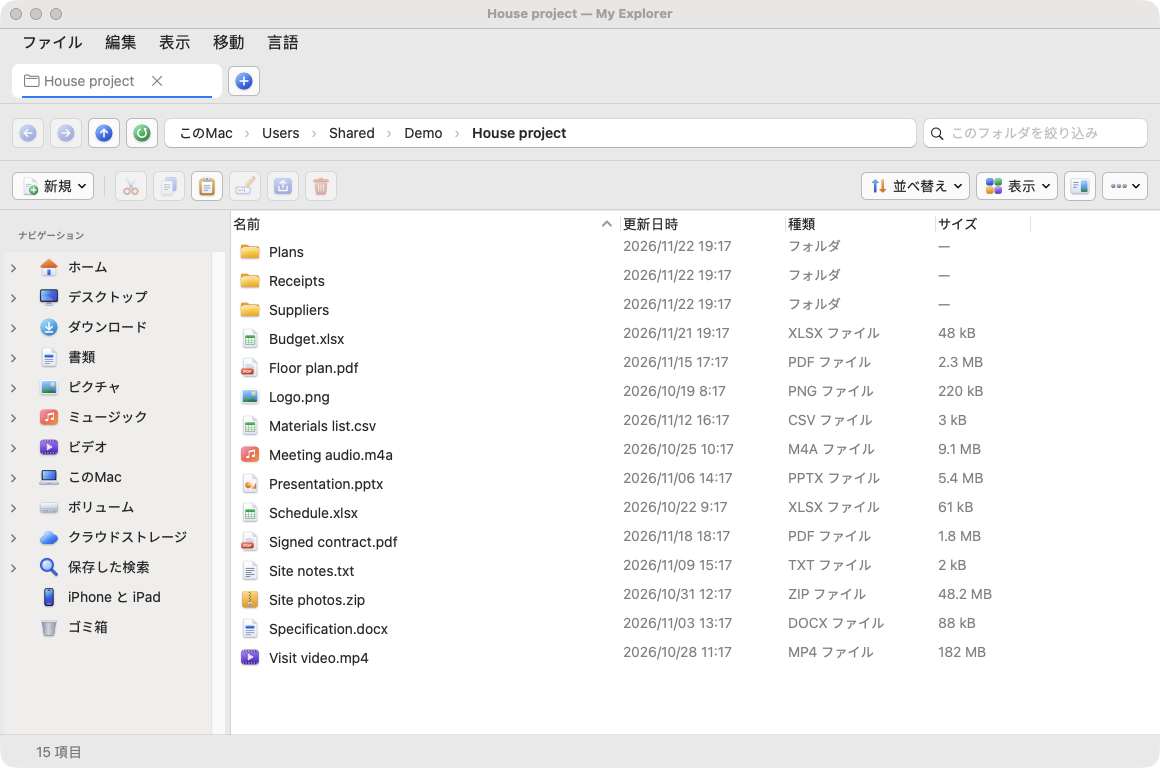 House project — My Explorer
ファイル 編集 表示 移動 言語
House project
このMac › Users › Shared › Demo › House project
このフォルダを絞り込み
新規 並べ替え 表示
ナビゲーション
ホーム
デスクトップ
ダウンロード
書類
ピクチャ
ミュージック
ビデオ
このMac
ボリューム
クラウドストレージ
保存した検索
iPhone と iPad
ゴミ箱
名前 更新日時 種類 サイズ
Plans 2026/11/22 19:17 フォルダ —
Receipts 2026/11/22 19:17 フォルダ —
Suppliers 2026/11/22 19:17 フォルダ —
Budget.xlsx 2026/11/21 19:17 XLSX ファイル 48 kB
Floor plan.pdf 2026/11/15 17:17 PDF ファイル 2.3 MB
Logo.png 2026/10/19 8:17 PNG ファイル 220 kB
Materials list.csv 2026/11/12 16:17 CSV ファイル 3 kB
Meeting audio.m4a 2026/10/25 10:17 M4A ファイル 9.1 MB
Presentation.pptx 2026/11/06 14:17 PPTX ファイル 5.4 MB
Schedule.xlsx 2026/10/22 9:17 XLSX ファイル 61 kB
Signed contract.pdf 2026/11/18 18:17 PDF ファイル 1.8 MB
Site notes.txt 2026/11/09 15:17 TXT ファイル 2 kB
Site photos.zip 2026/10/31 12:17 ZIP ファイル 48.2 MB
Specification.docx 2026/11/03 13:17 DOCX ファイル 88 kB
Visit video.mp4 2026/10/28 11:17 MP4 ファイル 182 MB
15 項目